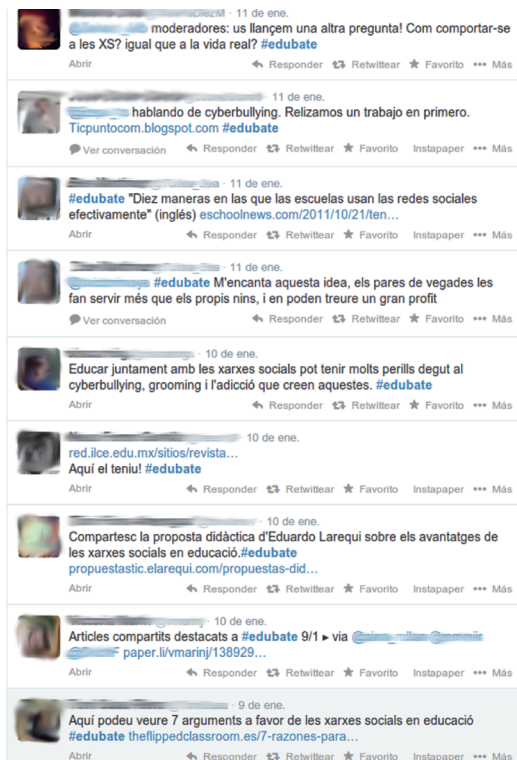 · 11 de ene.
moderadores: us llançem una altra pregunta! Com comportar-se
a les XS? igual que a la vida real? #edubate
Abrir Responder Retwittear Favorito Más
· 11 de ene.
hablando de cyberbullying. Relizamos un trabajo en primero.
Ticpuntocom.blogspot.com #edubate
Ver conversación Responder Retwittear Favorito Instapaper Más
· 11 de ene.
#edubate "Diez maneras en las que las escuelas usan las redes sociales
efectivamente" (inglés) eschoolnews.com/2011/10/21/ten…
Abrir Responder Retwittear Favorito Instapaper Más
· 11 de ene.
#edubate M'encanta aquesta idea, els pares de vegades les
fan servir més que els propis nins, i en poden treure un gran profit
Ver conversación Responder Retwittear Favorito Más
· 10 de ene.
Educar juntament amb les xarxes socials pot tenir molts perills degut al
cyberbullying, grooming i l'adicció que creen aquestes. #edubate
Abrir Responder Retwittear Favorito Más
· 10 de ene.
red.ilce.edu.mx/sitios/revista…
Aquí el teniu! #edubate
Abrir Responder Retwittear Favorito Instapaper Más
· 10 de ene.
Compartesc la proposta didàctica d'Eduardo Larequi sobre els avantatges de
les xarxes socials en educació.#edubate
propuestastic.elarequi.com/propuestas-did…
Abrir Responder Retwittear Favorito Instapaper Más
· 10 de ene.
Articles compartits destacats a #edubate 9/1 ▸ via
paper.li/vmarinj/138929…
Abrir Responder Retwittear Favorito Instapaper Más
· 9 de ene.
Aquí podeu veure 7 arguments a favor de les xarxes socials en educació
#edubate theflippedclassroom.es/7-razones-para…
Abrir Responder Retwittear Favorito Instapaper Más